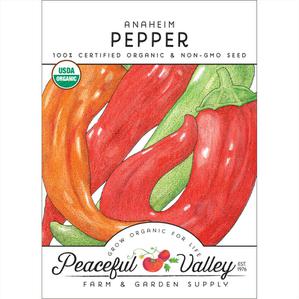 ANAHEIM
PEPPER
100% CERTIFIED ORGANIC & NON-GMO SEED
USDA
ORGANIC
GROW ORGANIC FOR LIFE
Peaceful Valley
EST.
1976
FARM & GARDEN SUPPLY